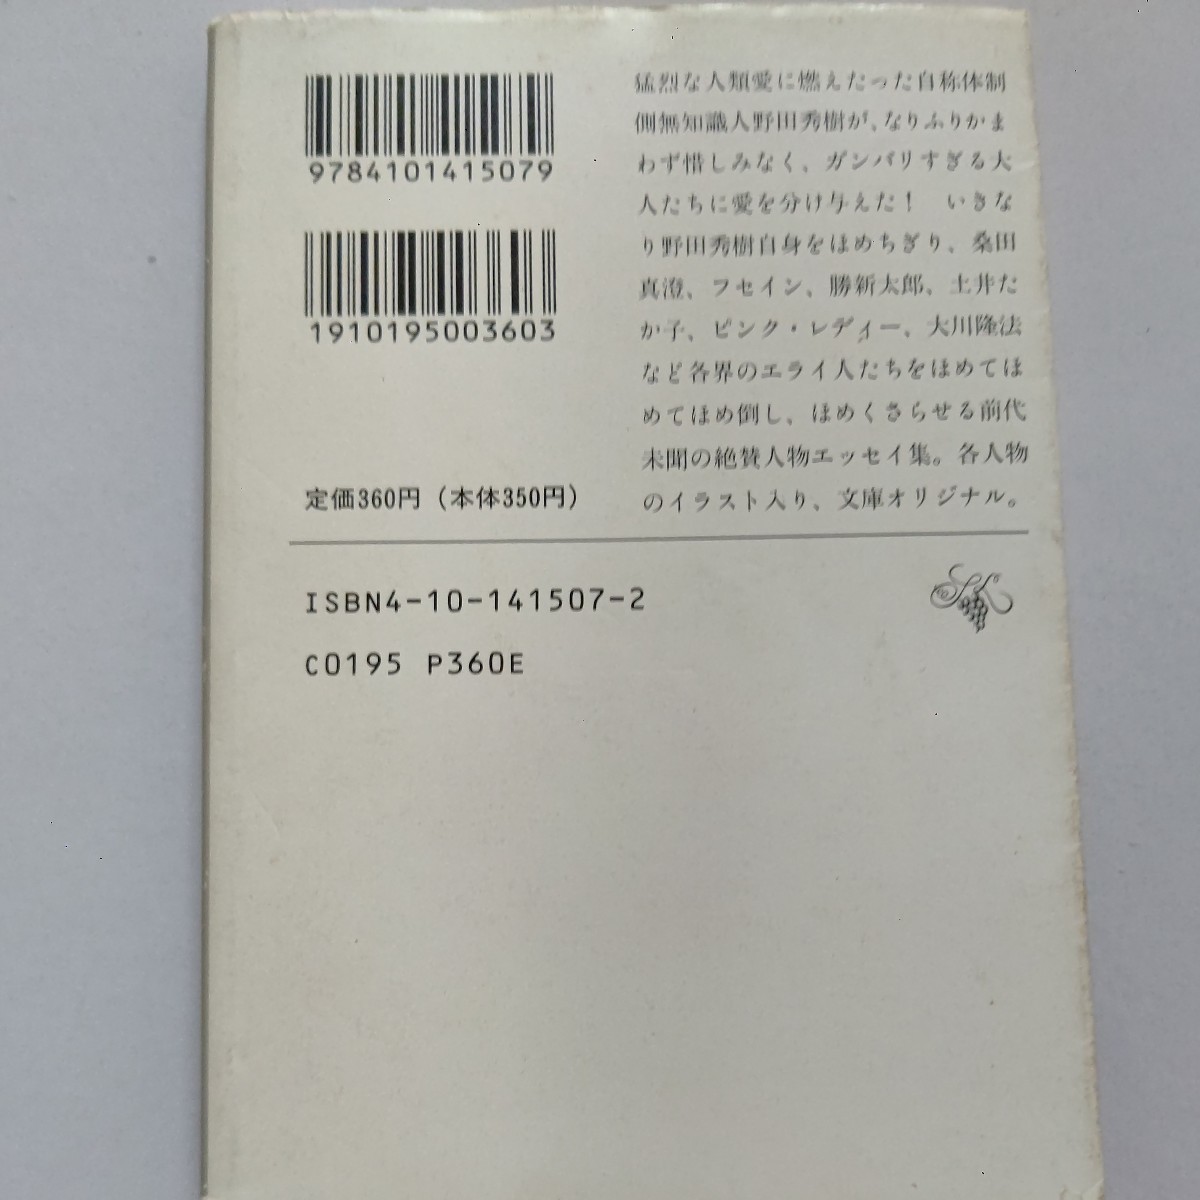 9784101415079
1910195003603
定価360円（本体350円）
猛烈な人類愛に燃えたった自称体制
側無知識人野田秀樹が、なりふりかま
わず惜しみなく、ガンバリすぎる大
人たちに愛を分け与えた！　いきな
り野田秀樹自身をほめちぎり、桑田
真澄、フセイン、勝新太郎、土井た
か子、ピンク・レディー、大川隆法
など各界のエライ人たちをほめてほ
めてほめ倒し、ほめくさらせる前代
未聞の絶賛人物エッセイ集。各人物
のイラスト入り、文庫オリジナル。
ISBN4-10-141507-2
C0195 P360E